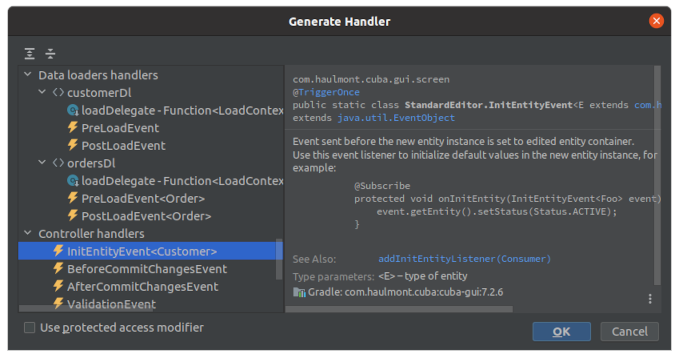 Generate Handler
Data loaders handlers
customerDl
loadDelegate - Function<LoadContex
PreLoadEvent
PostLoadEvent
ordersDl
loadDelegate - Function<LoadContex
PreLoadEvent<Order>
PostLoadEvent<Order>
Controller handlers
InitEntityEvent<Customer>
BeforeCommitChangesEvent
AfterCommitChangesEvent
ValidationEvent
com.haulmont.cuba.gui.screen
@TriggerOnce
public static class StandardEditor.InitEntityEvent<E extends com.h
extends java.util.EventObject
Event sent before the new entity instance is set to edited entity container.
Use this event listener to initialize default values in the new entity instance, for
example:
@Subscribe
protected void onInitEntity(InitEntityEvent<Foo> event)
event.getEntity().setStatus(Status.ACTIVE);
}
See Also: addInitEntityListener(Consumer)
Type parameters: <E> – type of entity
Gradle: com.haulmont.cuba:cuba-gui:7.2.6
Use protected access modifier
OK
Cancel